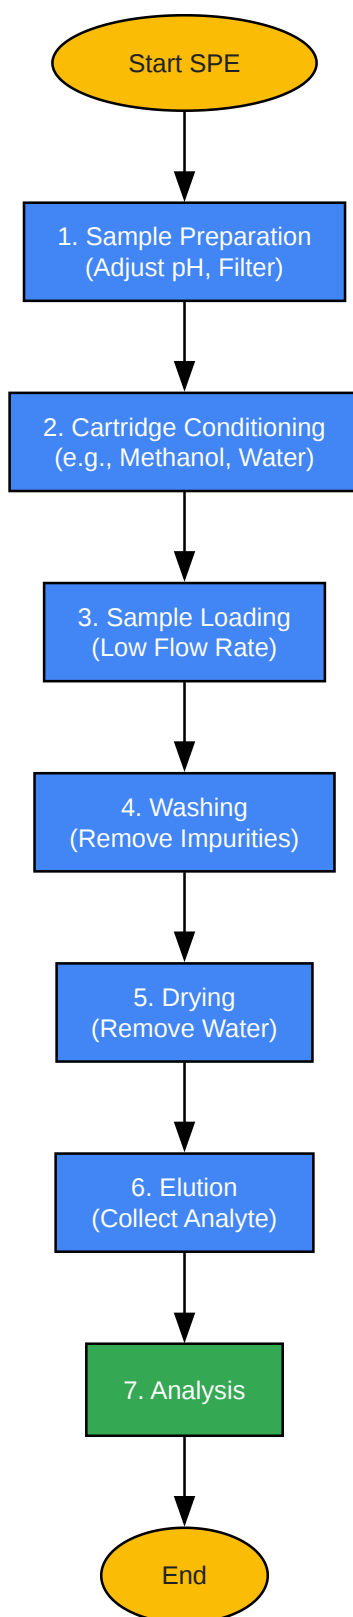 Start SPE
1. Sample Preparation
(Adjust pH, Filter)
2. Cartridge Conditioning
(e.g., Methanol, Water)
3. Sample Loading
(Low Flow Rate)
4. Washing
(Remove Impurities)
5. Drying
(Remove Water)
6. Elution
(Collect Analyte)
7. Analysis
End